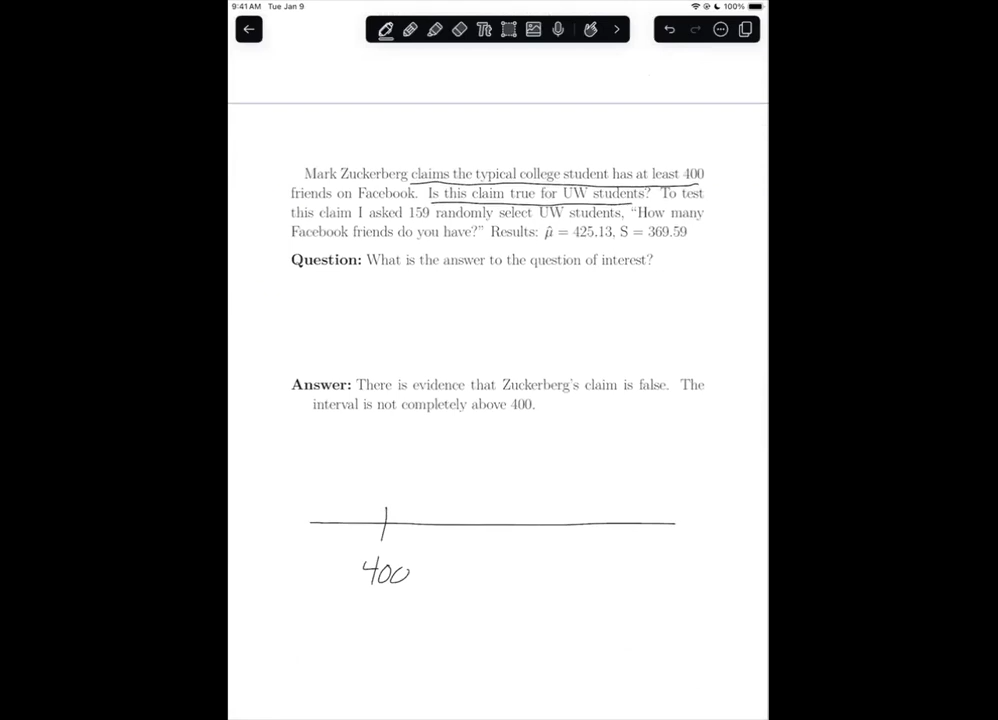 9:41 AM Tue Jan 9
100%
Tt
Mark Zuckerberg claims the typical college student has at least 400
friends on Facebook. Is this claim true for UW students? To test
this claim I asked 159 randomly select UW students, “How many
Facebook friends do you have?” Results: μ̂ = 425.13, S = 369.59
Question: What is the answer to the question of interest?
Answer: There is evidence that Zuckerberg's claim is false. The
interval is not completely above 400.
400